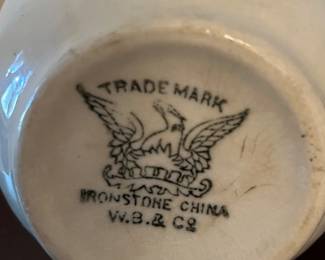 TRADE MARK
IRONSTONE CHINA
W.B. & Co